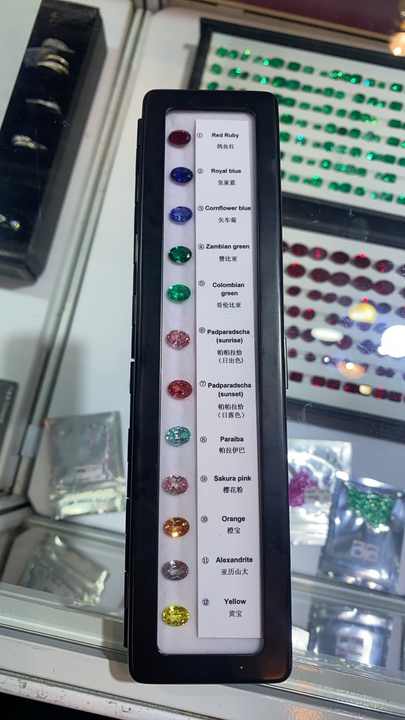 ① Red Ruby
鸽血红
② Royal blue
皇家蓝
③ Cornflower blue
矢车菊
④ Zambian green
赞比亚
⑤ Colombian
green
哥伦比亚
⑥ Padparadscha
(sunrise)
帕帕拉恰
(日出色)
⑦ Padparadscha
(sunset)
帕帕拉恰
(日落色)
⑧ Paraiba
帕拉伊巴
⑨ Sakura pink
樱花粉
⑩ Orange
橙宝
⑪ Alexandrite
亚历山大
⑫ Yellow
黄宝